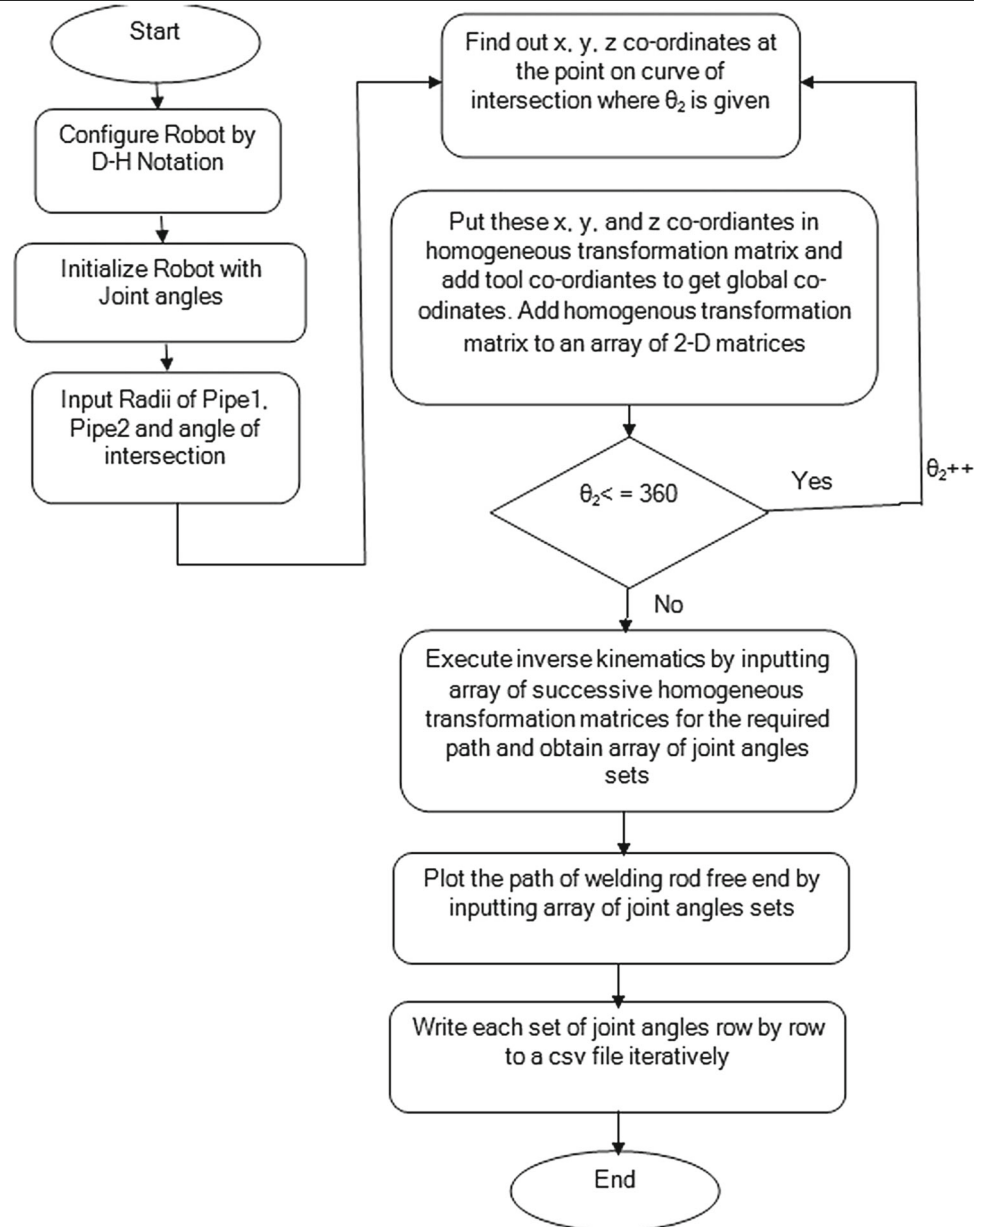 Start
Configure Robot by
D-H Notation
Initialize Robot with
Joint angles
Input Radii of Pipe1,
Pipe2 and angle of
intersection
Find out x, y, z co-ordinates at
the point on curve of
intersection where θ₂ is given
Put these x, y, and z co-ordiantes in
homogeneous transformation matrix and
add tool co-ordiantes to get global co-
odinates. Add homogenous transformation
matrix to an array of 2-D matrices
θ₂< = 360
Yes
θ₂++
No
Execute inverse kinematics by inputting
array of successive homogeneous
transformation matrices for the required
path and obtain array of joint angles
sets
Plot the path of welding rod free end by
inputting array of joint angles sets
Write each set of joint angles row by row
to a csv file iteratively
End